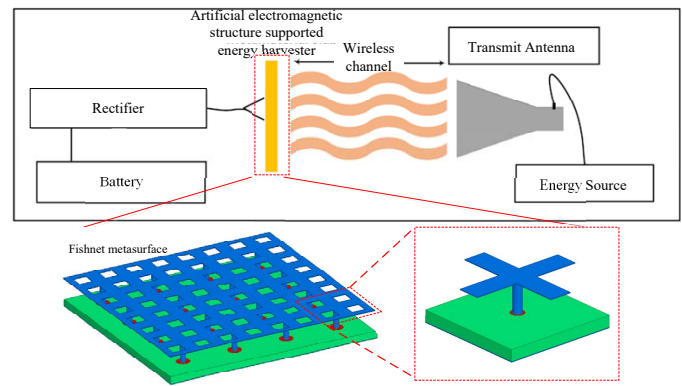 Artificial electromagnetic
structure supported
energy harvester
Wireless
channel
Transmit Antenna
Rectifier
Battery
Energy Source
Fishnet metasurface